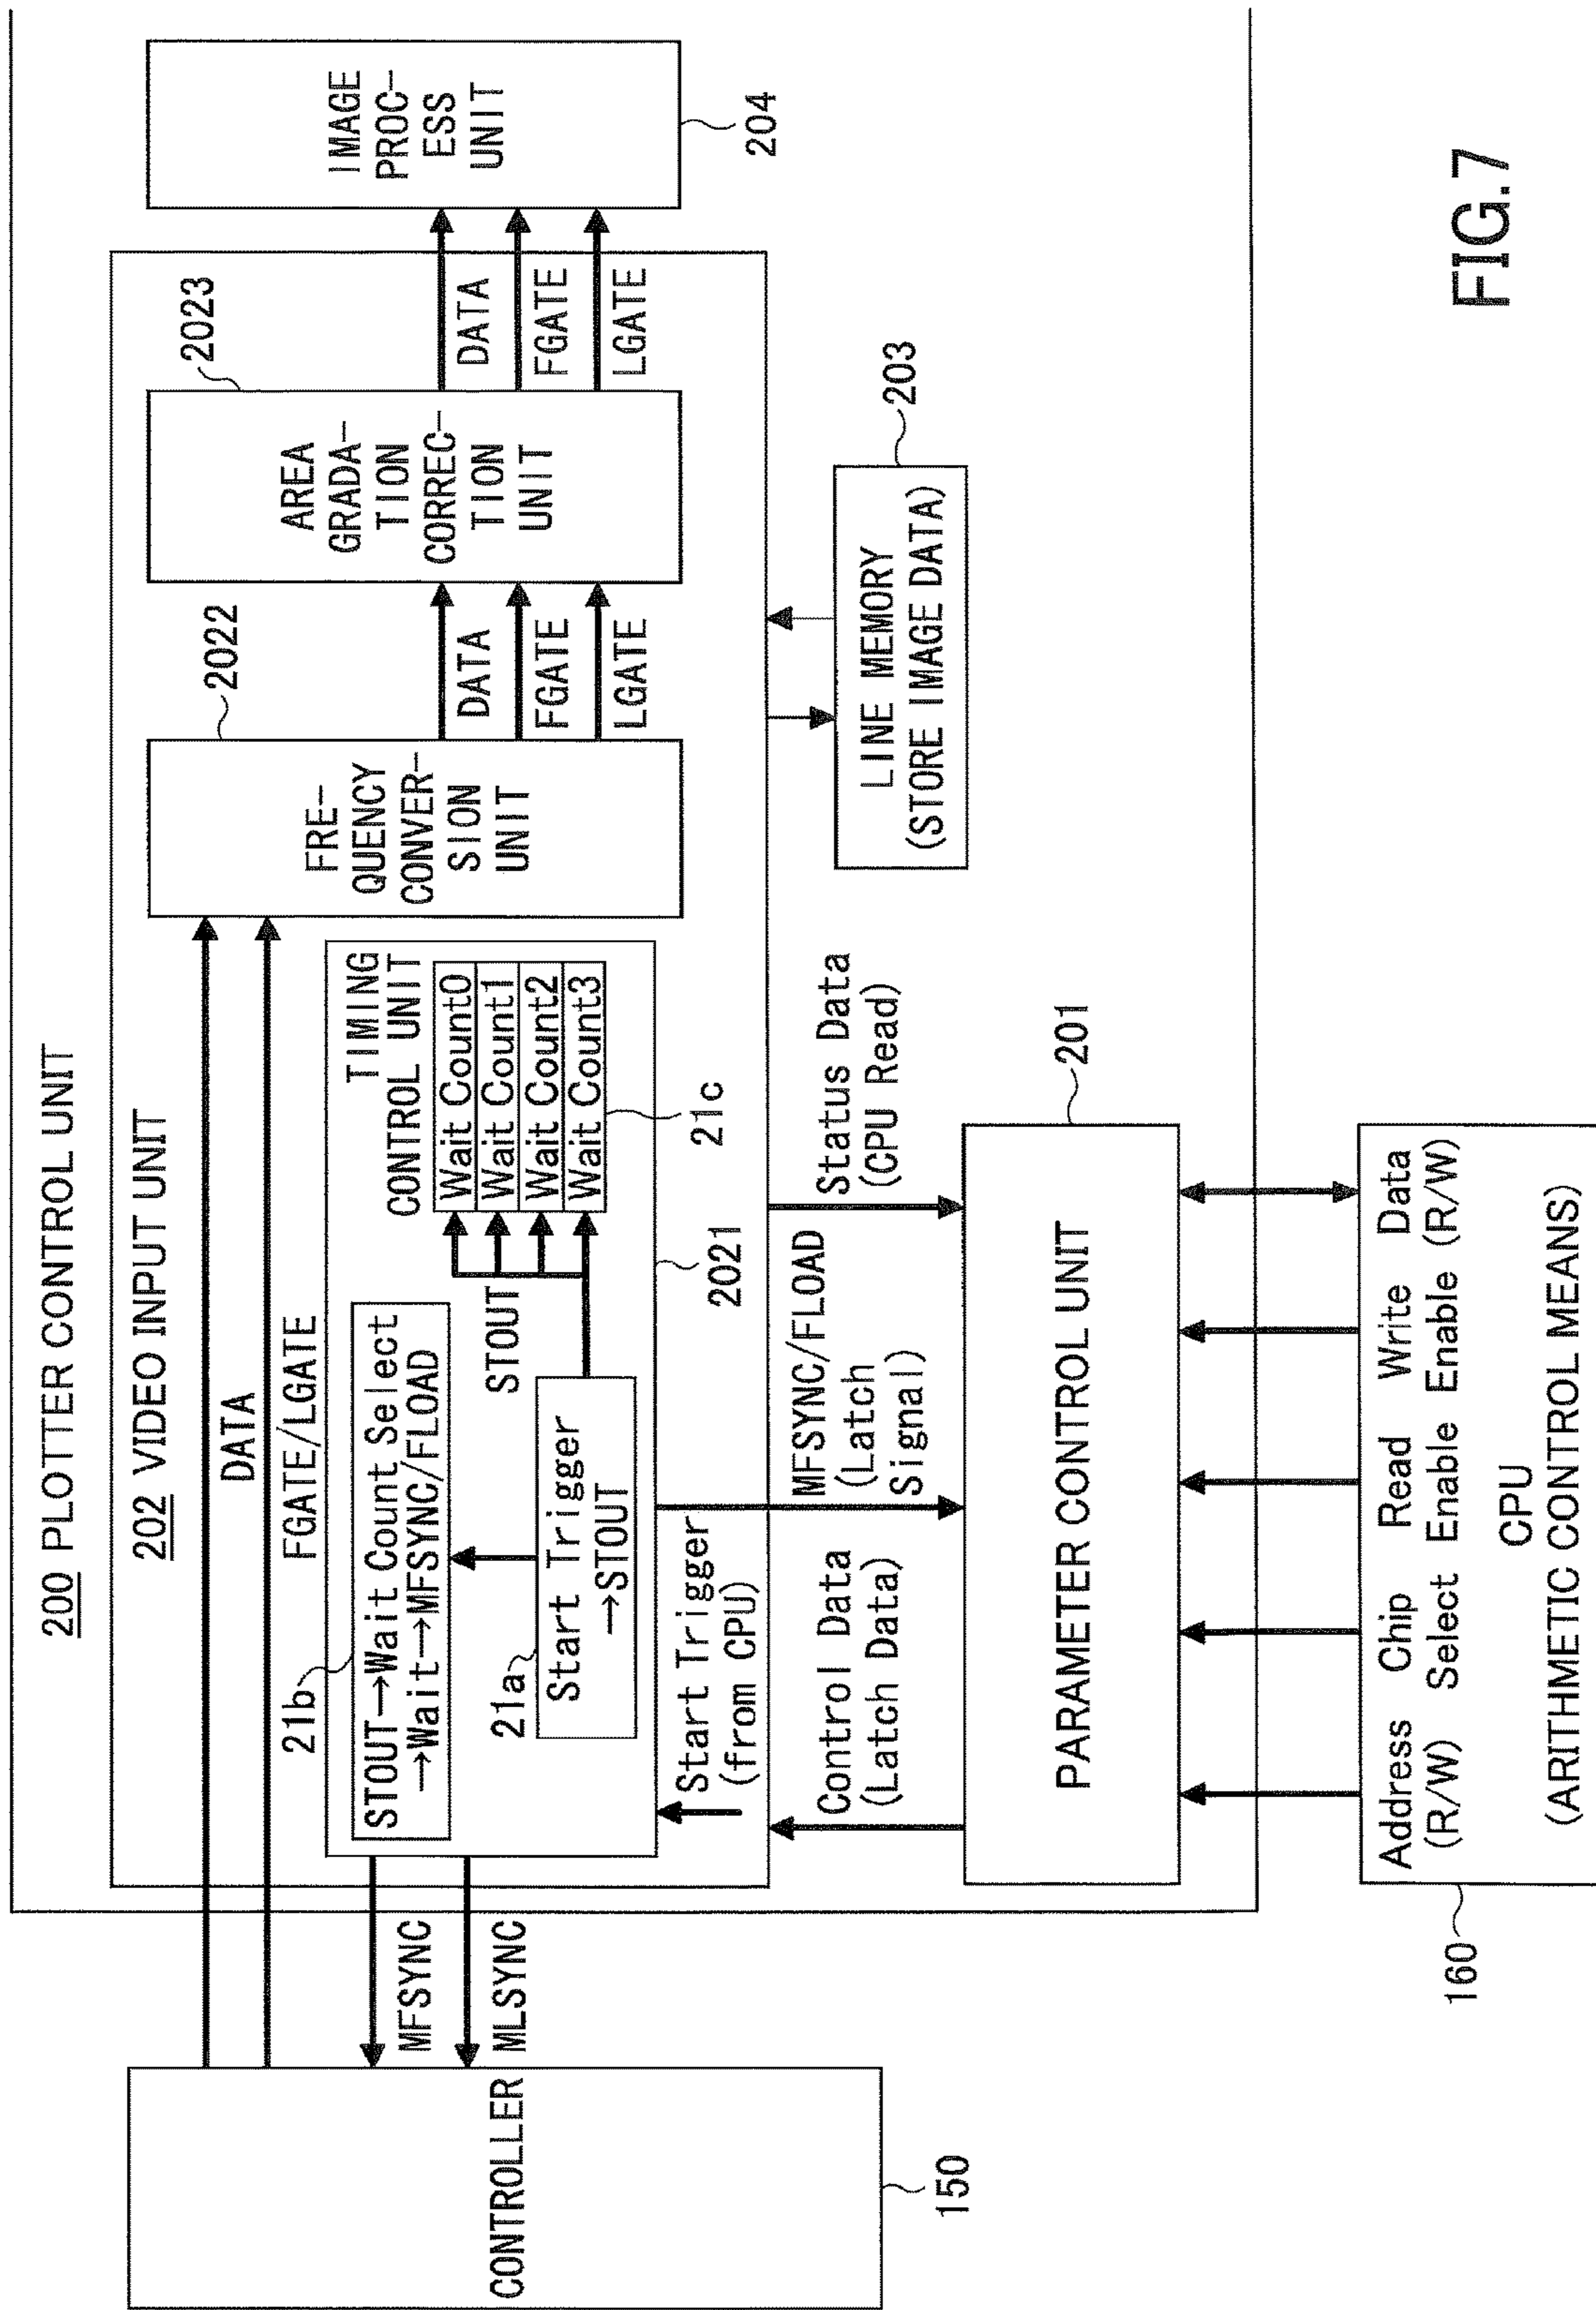 200 PLOTTER CONTROL UNIT
202 VIDEO INPUT UNIT
DATA
FGATE/LGATE
CONTROLLER
150
MFSYNC
MLSYNC
21b
STOUT→Wait Count Select
→Wait→MFSYNC/FLOAD
21a
Start Trigger
→STOUT
STOUT
TIMING
CONTROL UNIT
Wait Count0
Wait Count1
Wait Count2
Wait Count3
21c
2021
FRE-
QUENCY
CONVER-
SION
UNIT
2022
DATA
FGATE
LGATE
AREA
GRADA-
TION
CORREC-
TION
UNIT
2023
DATA
FGATE
LGATE
IMAGE
PROC-
ESS
UNIT
204
Start Trigger
(from CPU)
Control Data
(Latch Data)
MFSYNC/FLOAD
(Latch
Signal)
Status Data
(CPU Read)
LINE MEMORY
(STORE IMAGE DATA)
203
PARAMETER CONTROL UNIT
201
Address
(R/W)
Chip
Select
Read
Enable
Write
Enable
Data
(R/W)
CPU
(ARITHMETIC CONTROL MEANS)
160
FIG.7